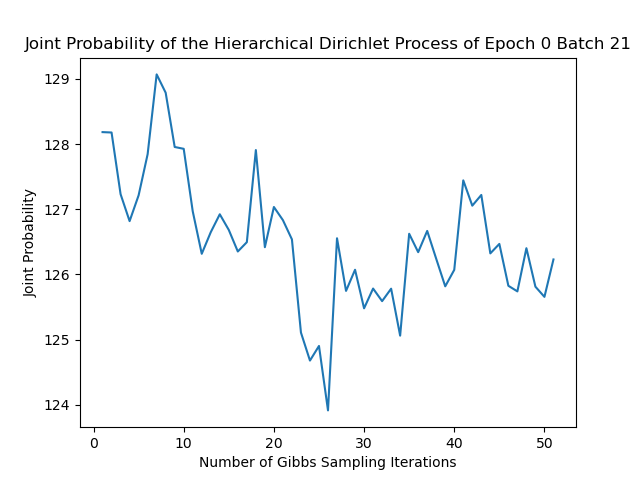 Joint Probability of the Hierarchical Dirichlet Process of Epoch 0 Batch 21
129
128
127
126
125
124
Joint Probability
0 10 20 30 40 50
Number of Gibbs Sampling Iterations